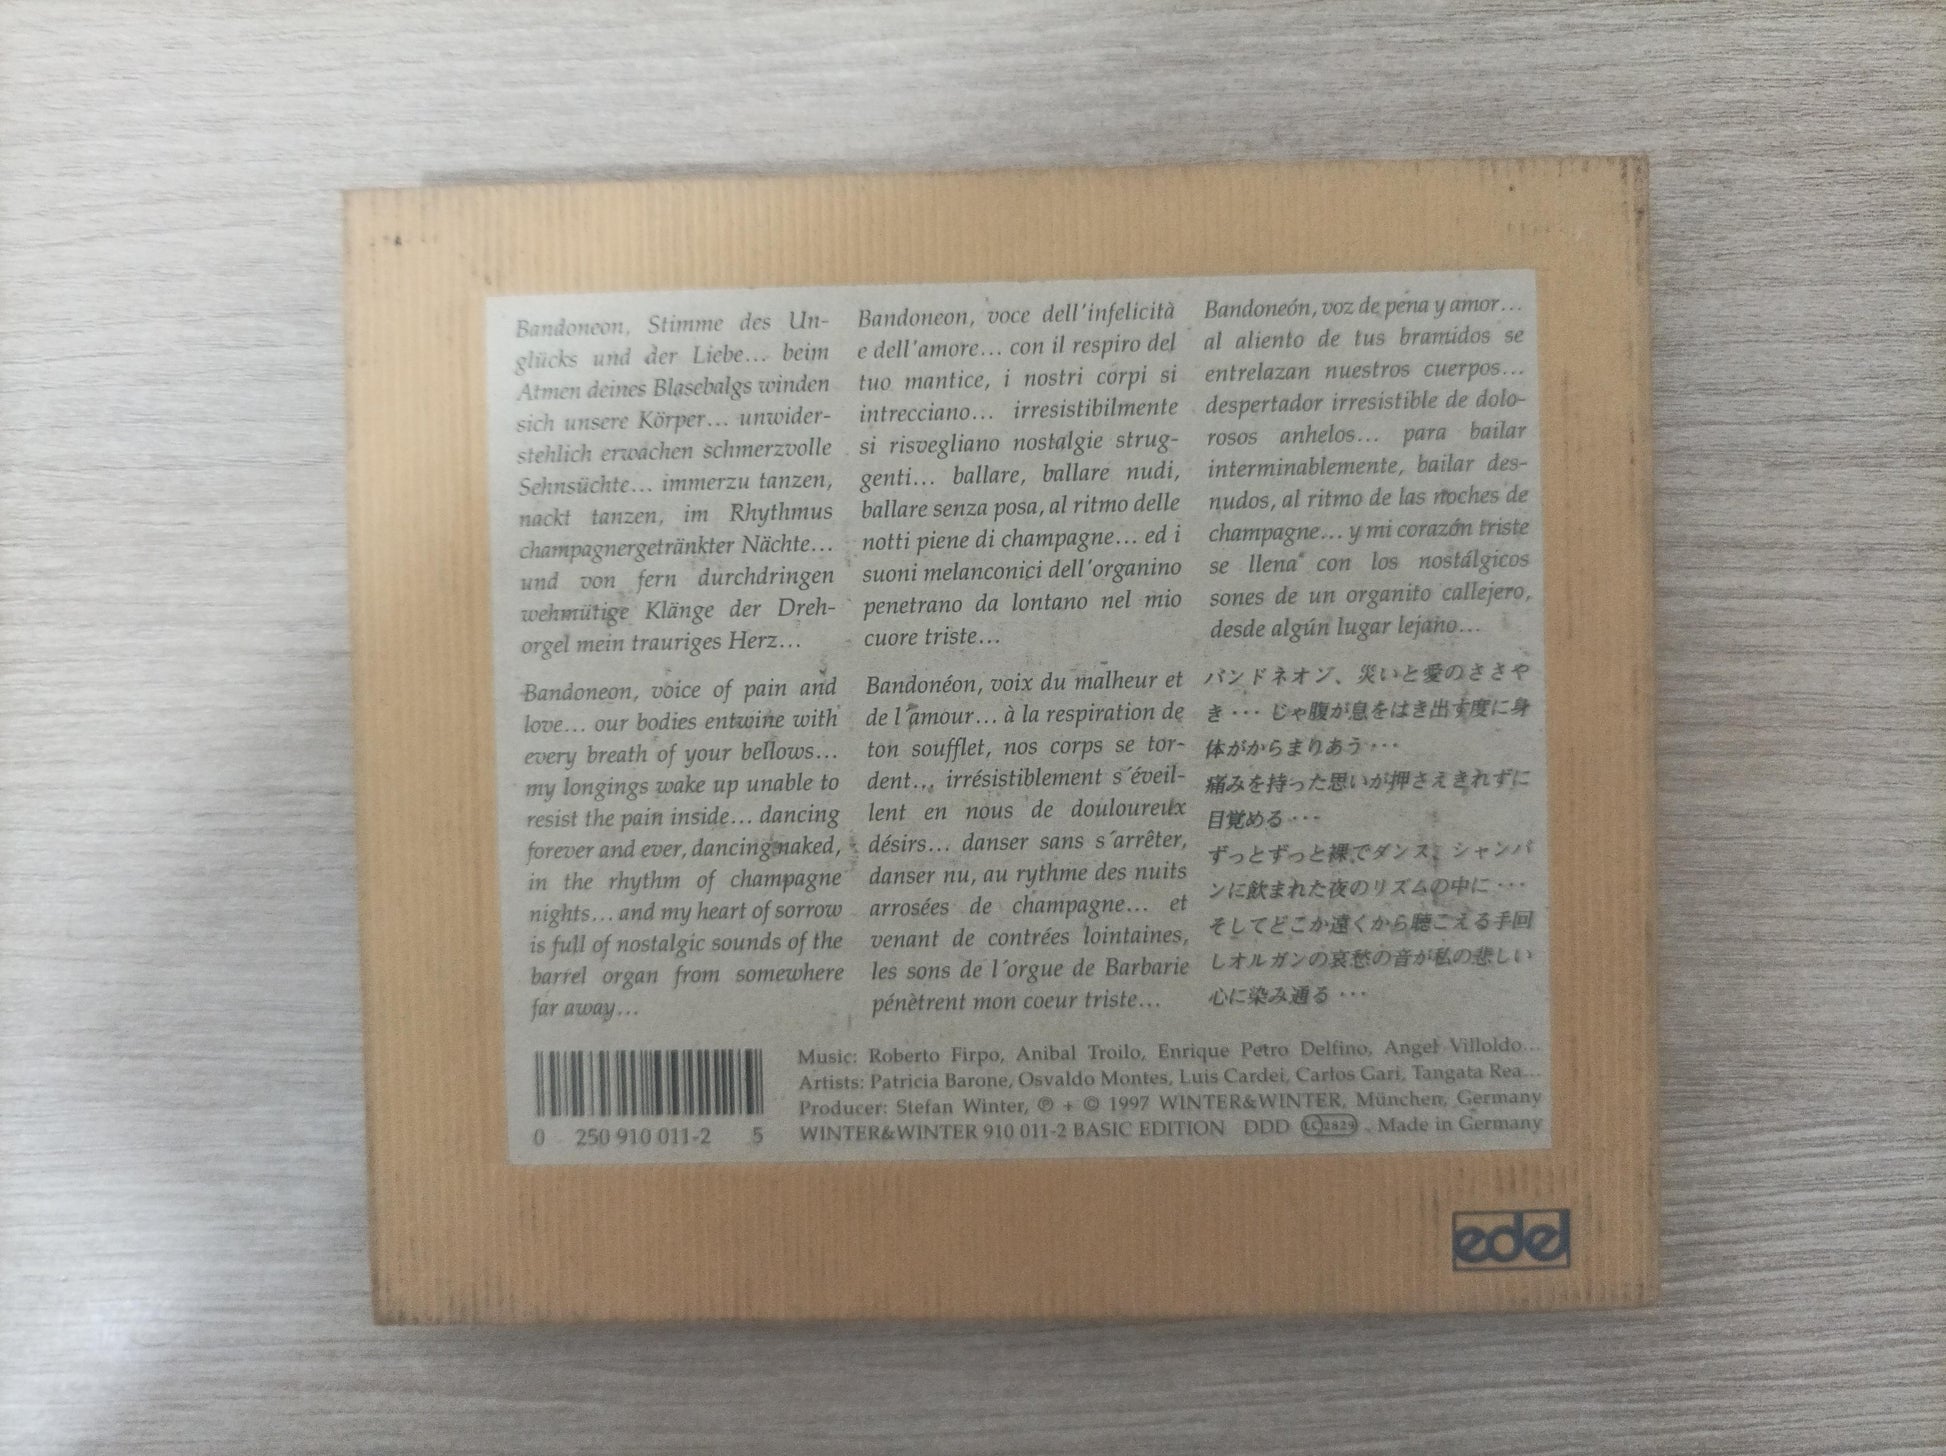 Bandoneon, Stimme des Un-
glücks und der Liebe... beim
Atmen deines Blasebalgs winden
sich unsere Körper... unwider-
stehlich erwachen schmerzvolle
Sehnsüchte... immerzu tanzen,
nackt tanzen, im Rhythmus
champagnergetränkter Nächte...
und von fern durchdringen
wehmütige Klänge der Dreh-
orgel mein trauriges Herz...
Bandoneon, voce dell'infelicità
e dell'amore... con il respiro del
tuo mantice, i nostri corpi si
intrecciano... irresistibilmente
si risvegliano nostalgie strug-
genti... ballare, ballare nudi,
ballare senza posa, al ritmo delle
notti piene di champagne... ed i
suoni melanconici dell'organino
penetrano da lontano nel mio
cuore triste...
Bandoneón, voz de pena y amor...
al aliento de tus bramidos se
entrelazan nuestros cuerpos...
despertador irresistible de dolo-
rosos anhelos... para bailar
interminablemente, bailar des-
nudos, al ritmo de las noches de
champagne... y mi corazón triste
se llena con los nostálgicos
sones de un organito callejero,
desde algún lugar lejano...
Bandoneon, voice of pain and
love... our bodies entwine with
every breath of your bellows...
my longings wake up unable to
resist the pain inside... dancing
forever and ever, dancing naked,
in the rhythm of champagne
nights... and my heart of sorrow
is full of nostalgic sounds of the
barrel organ from somewhere
far away...
Bandonéon, voix du malheur et
de l´amour... à la respiration de
ton soufflet, nos corps se tor-
dent... irrésistiblement s´éveil-
lent en nous de douloureux
désirs... danser sans s´arrêter,
danser nu, au rythme des nuits
arrosées de champagne... et
venant de contrées lointaines,
les sons de l´orgue de Barbarie
pénètrent mon coeur triste...
バンドネオン、災いと愛のささや
き・・・じゃ腹が息をはき出す度に身
体がからまりあう・・・
痛みを持った思いが押さえきれずに
目覚める・・・
ずっとずっと裸でダンス、シャンパ
ンに飲まれた夜のリズムの中に・・・
そしてどこか遠くから聴こえる手回
しオルガンの哀愁の音が私の悲しい
心に染み通る・・・
Music: Roberto Firpo, Anibal Troilo, Enrique Petro Delfino, Angel Villoldo...
Artists: Patricia Barone, Osvaldo Montes, Luis Cardei, Carlos Gari, Tangata Rea...
Producer: Stefan Winter, ℗ + © 1997 WINTER&WINTER, München, Germany
WINTER&WINTER 910 011-2 BASIC EDITION DDD LC 2829 . Made in Germany
0 250 910 011-2 5
edel